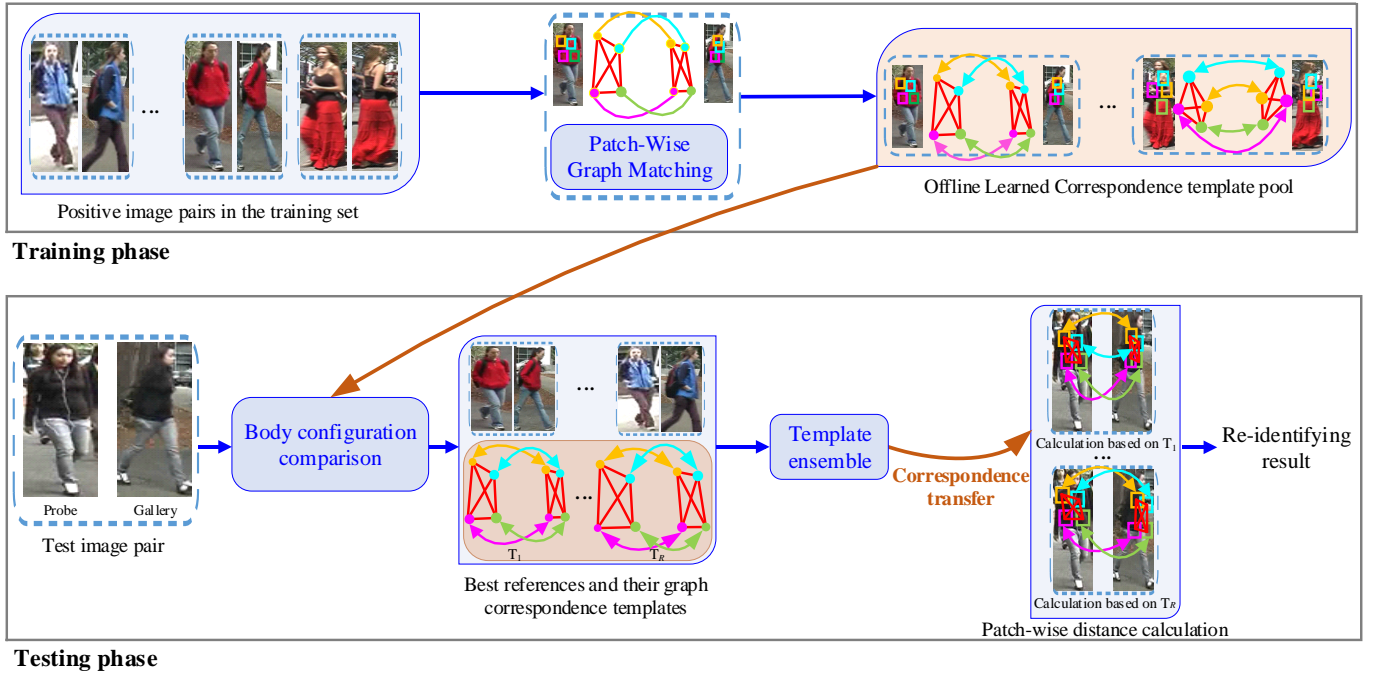 ...
Patch-Wise
Graph Matching
...
Positive image pairs in the training set
Offline Learned Correspondence template pool
Training phase
Probe
Gallery
Test image pair
Body configuration
comparison
...
...
T1
TR
Best references and their graph
correspondence templates
Template
ensemble
Correspondence
transfer
Calculation based on T1
...
Calculation based on TR
Patch-wise distance calculation
Re-identifying
result
Testing phase